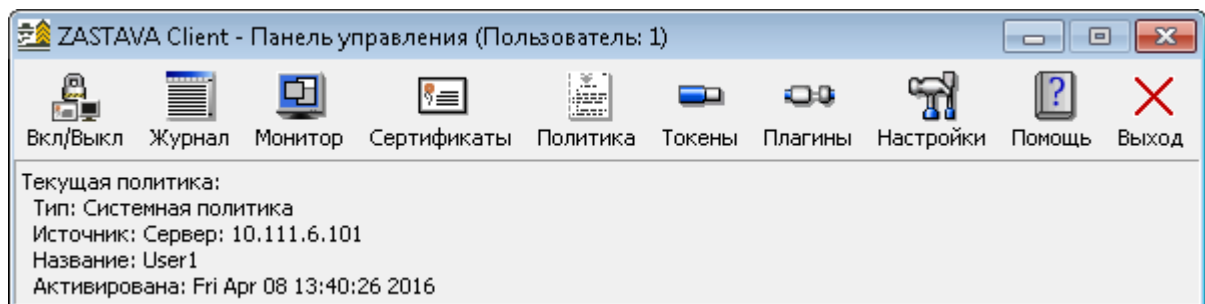 ZASTAVA Client - Панель управления (Пользователь: 1)
Вкл/Выкл Журнал Монитор Сертификаты Политика Токены Плагины Настройки Помощь Выход
Текущая политика:
Тип: Системная политика
Источник: Сервер: 10.111.6.101
Название: User1
Активирована: Fri Apr 08 13:40:26 2016